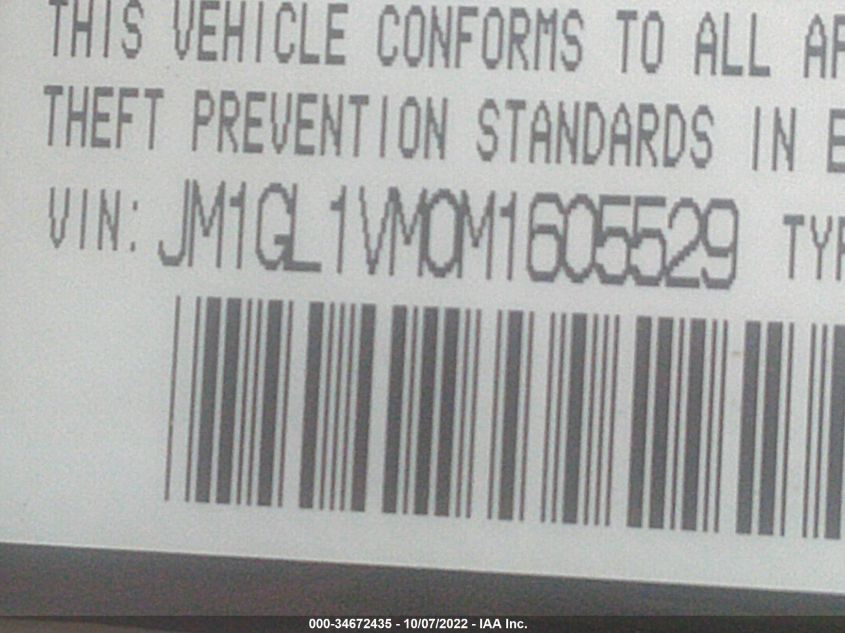 THIS VEHICLE CONFORMS TO ALL
THEFT PREVENTION STANDARDS IN
VIN: JM1GL1VM0M1605529
000-34672435 - 10/07/2022 - IAA Inc.